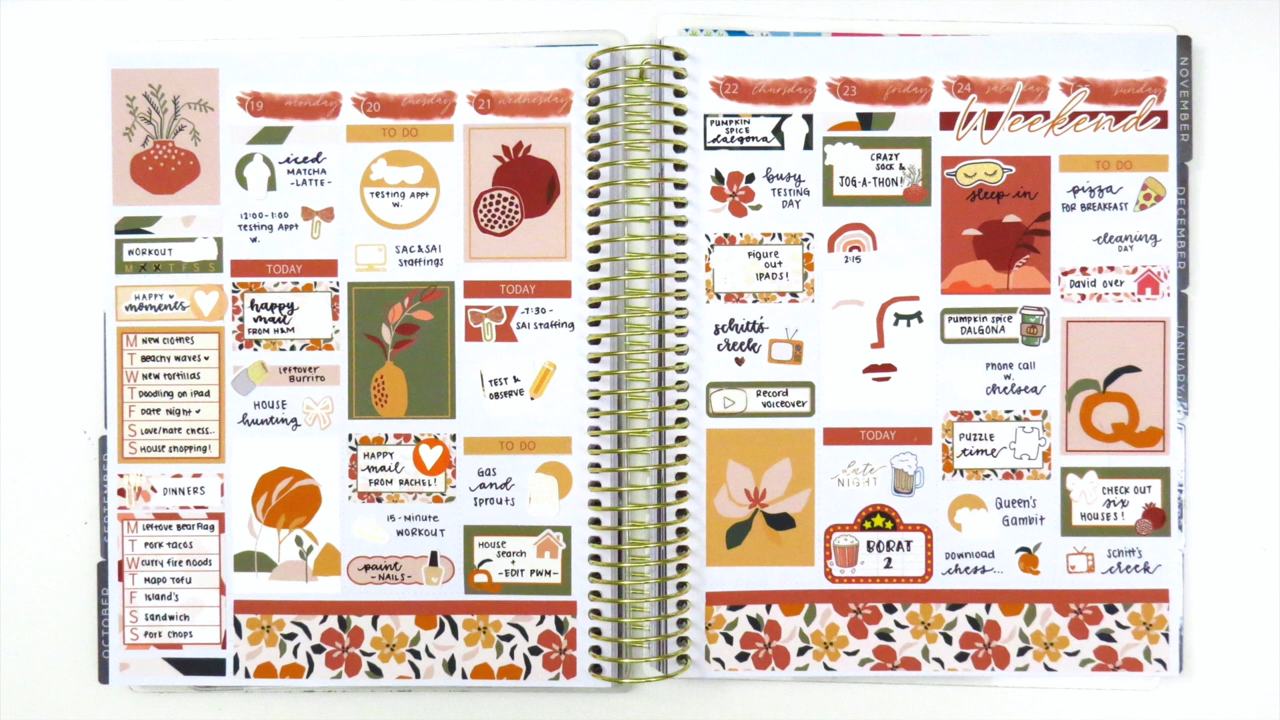 WORKOUT
M X X T F S S
HAPPY
moments
M New clothes
T Beachy waves
W New tortillas
T Doodling on ipad
F Date Night
S Love/hate chess..
S House shopping!
DINNERS
M Leftove Bear Flag
T Pork tacos
W curry fire noods
T Mapo Tofu
F Island's
S Sandwich
S Pork Chops
19 monday
iced
MATCHA
-LATTE-
12:00-1:00
Testing Appt
w.
TODAY
happy
mail
FROM H&M
leftover
Burrito
HOUSE
hunting
20 tuesday
TO DO
Testing Appt
W.
SAC&SAI
Staffings
HAPPY
mail
FROM RACHEL!
15-Minute
WORKOUT
paint
-NAILS-
21 wednesday
TODAY
-7:30-
SAI Staffing
TEST &
OBSERVE
TO DO
Gas
and
sprouts
House
search
+
-EDIT PWM-
22 thursday
PUMPKIN
SPICE
dalgona
busy
TESTING
DAY
Figure
out
IPADS!
schitt's
creek
Record
voiceover
23 friday
CRAZY
SOCK &
JOG-A-THON!
2:15
TODAY
late
NIGHT
BORAT
2
24 saturday
Weekend
sleep in
Pumpkin spice
DALGONA
Phone call
w.
chelsea
PUZZLE
time
Queen's
Gambit
Download
chess...
sunday
TO DO
pizza
FOR BREAKFAST
cleaning
DAY
David over
CHECK OUT
six
HOUSES!
Schitt's
creek
SEPTEMBER
OCTOBER
NOVEMBER
DECEMBER
JANUARY